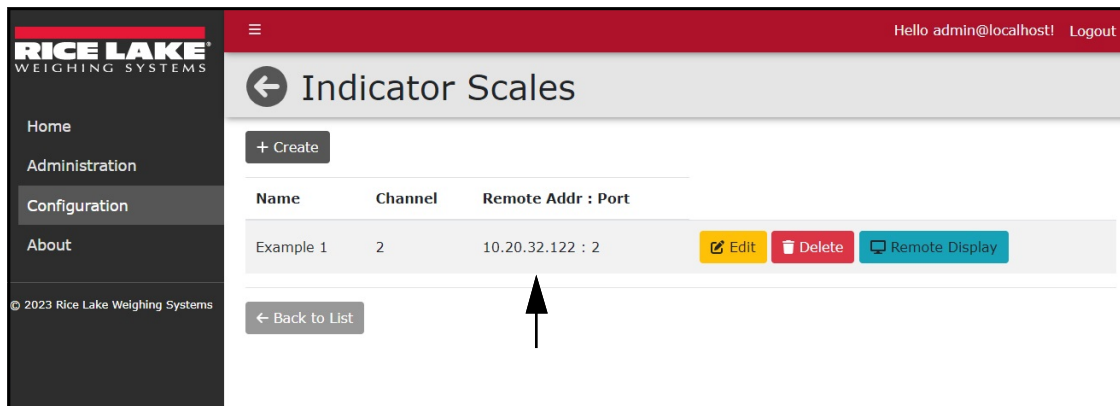 RICE LAKE®
WEIGHING SYSTEMS
Home
Administration
Configuration
About
© 2023 Rice Lake Weighing Systems
Hello admin@localhost! Logout
Indicator Scales
+ Create
Name Channel Remote Addr : Port
Example 1 2 10.20.32.122 : 2 Edit Delete Remote Display
← Back to List